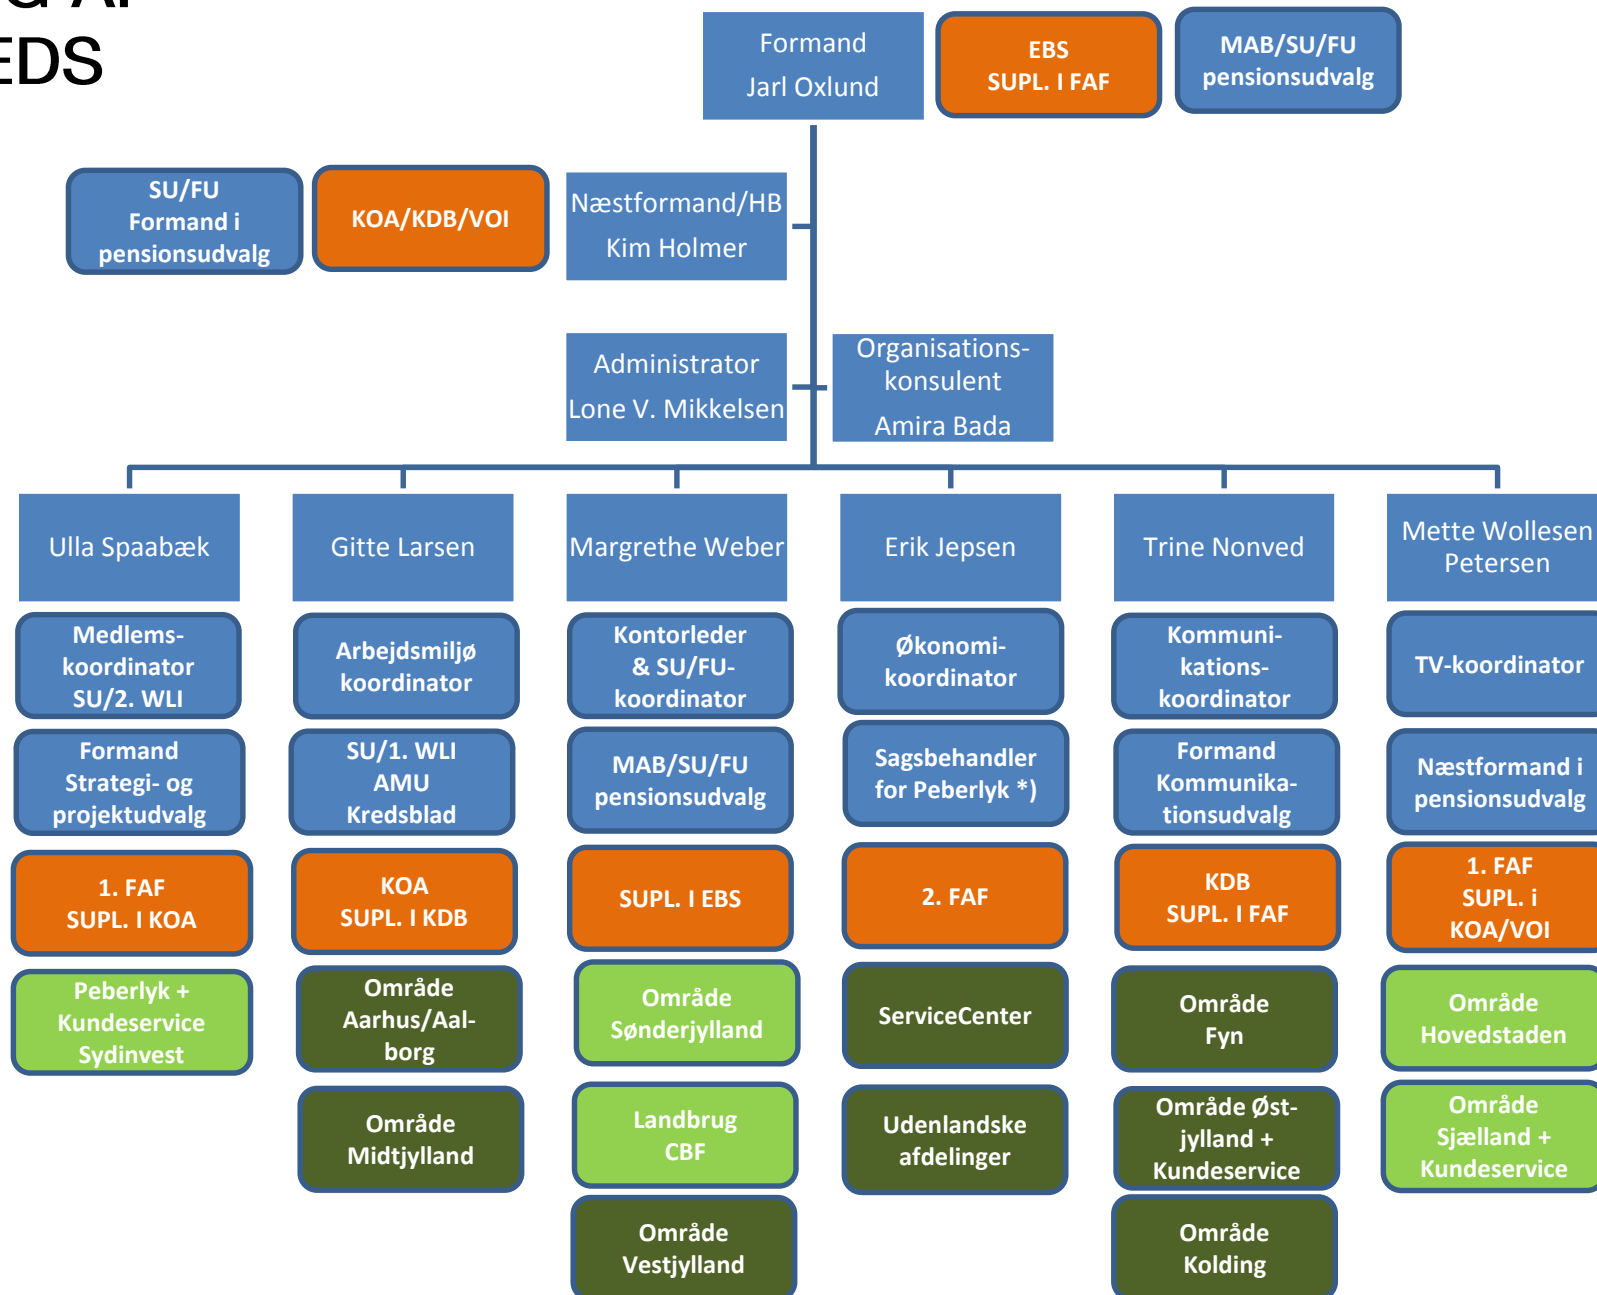 EDS
Formand
Jarl Oxlund
EBS
SUPL. I FAF
MAB/SU/FU
pensionsudvalg
SU/FU
Formand i
pensionsudvalg
KOA/KDB/VOI
Næstformand/HB
Kim Holmer
Administrator
Lone V. Mikkelsen
Organisations-
konsulent
Amira Bada
Ulla Spaabæk
Gitte Larsen
Margrethe Weber
Erik Jepsen
Trine Nonved
Mette Wollesen
Petersen
Medlems-
koordinator
SU/2. WLI
Arbejdsmiljø
koordinator
Kontorleder
& SU/FU-
koordinator
Økonomi-
koordinator
Kommuni-
kations-
koordinator
TV-koordinator
Formand
Strategi- og
projektudvalg
SU/1. WLI
AMU
Kredsblad
MAB/SU/FU
pensionsudvalg
Sagsbehandler
for Peberlyk *)
Formand
Kommunika-
tionsudvalg
Næstformand i
pensionsudvalg
1. FAF
SUPL. I KOA
KOA
SUPL. I KDB
SUPL. I EBS
2. FAF
KDB
SUPL. I FAF
1. FAF
SUPL. i
KOA/VOI
Peberlyk +
Kundeservice
Sydinvest
Område
Aarhus/Aal-
borg
Område
Sønderjylland
ServiceCenter
Område
Fyn
Område
Hovedstaden
Område
Midtjylland
Landbrug
CBF
Udenlandske
afdelinger
Område Øst-
jylland +
Kundeservice
Område
Sjælland +
Kundeservice
Område
Vestjylland
Område
Kolding